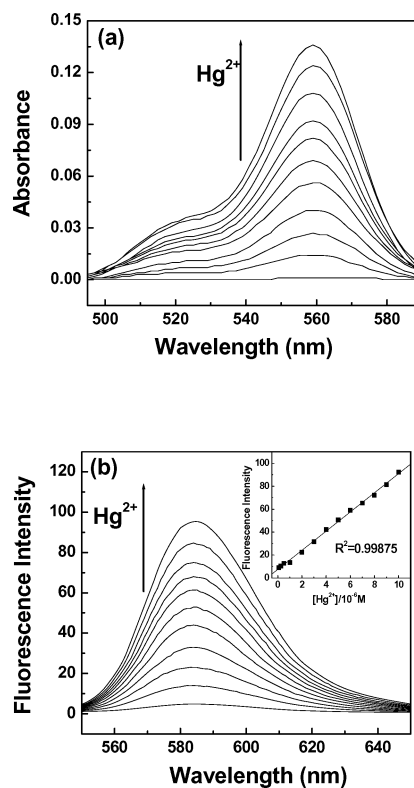 (a)
Hg2+
Absorbance
0.15
0.12
0.09
0.06
0.03
0.00
500 520 540 560 580
Wavelength (nm)
(b)
Hg2+
Fluorescence Intensity
120
100
80
60
40
20
0
560 580 600 620 640
Wavelength (nm)
Fluorescence Intensity
100
80
60
40
20
0
0 2 4 6 8 10
[Hg2+]/10-6M
R2=0.99875